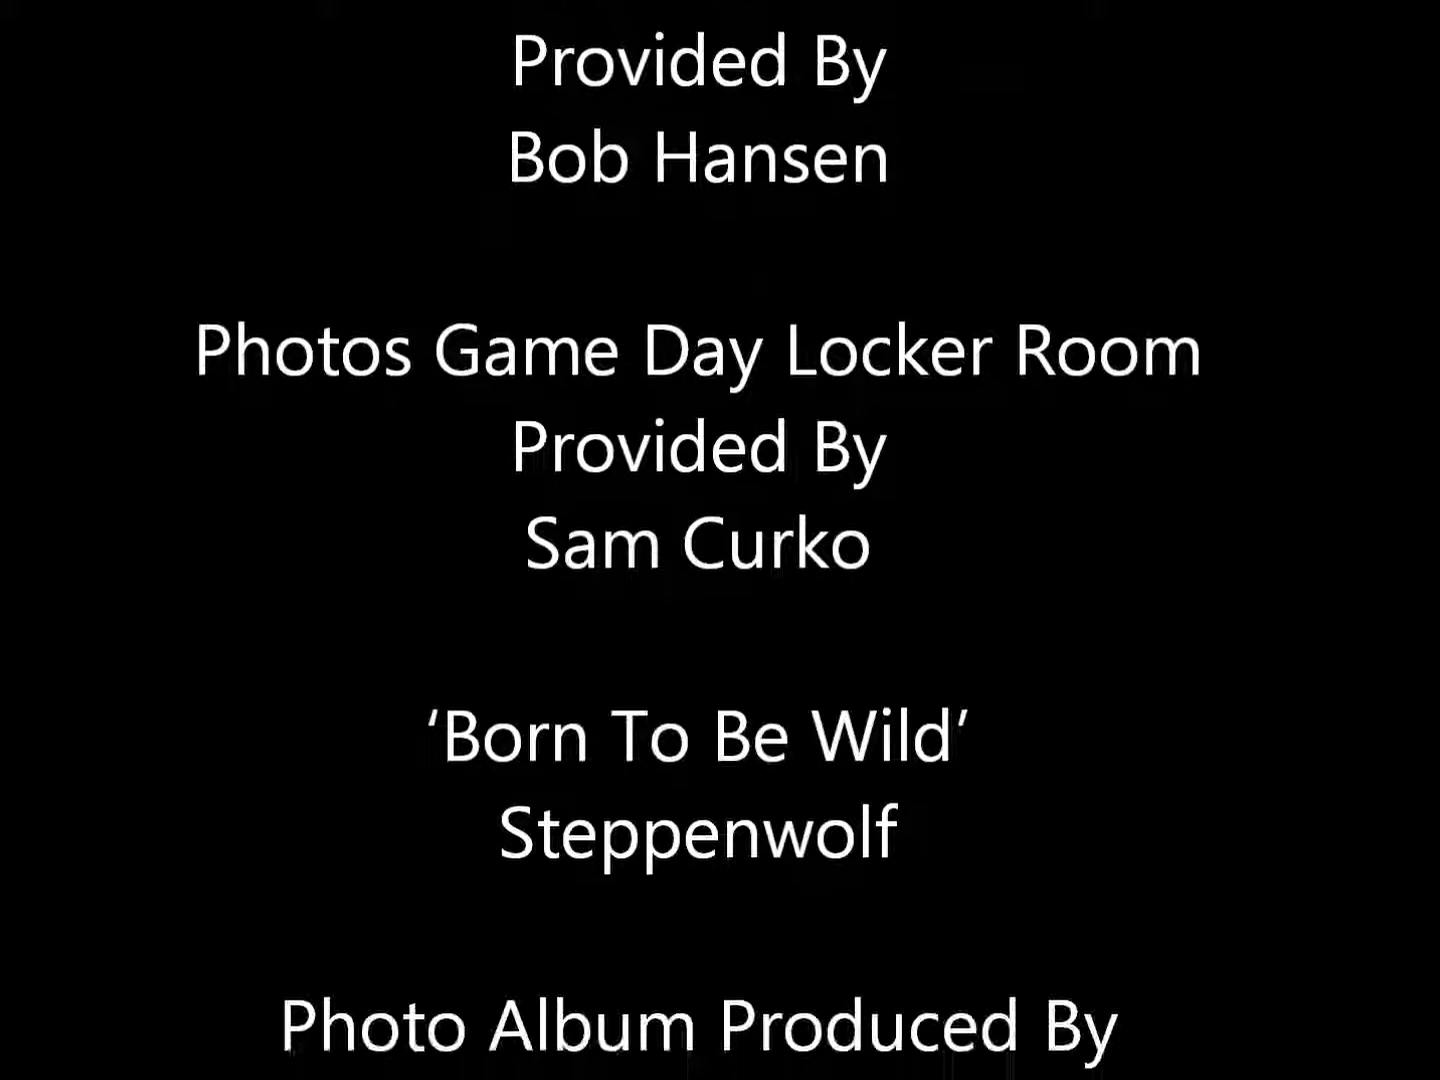 Provided By
Bob Hansen
Photos Game Day Locker Room
Provided By
Sam Curko
‘Born To Be Wild’
Steppenwolf
Photo Album Produced By